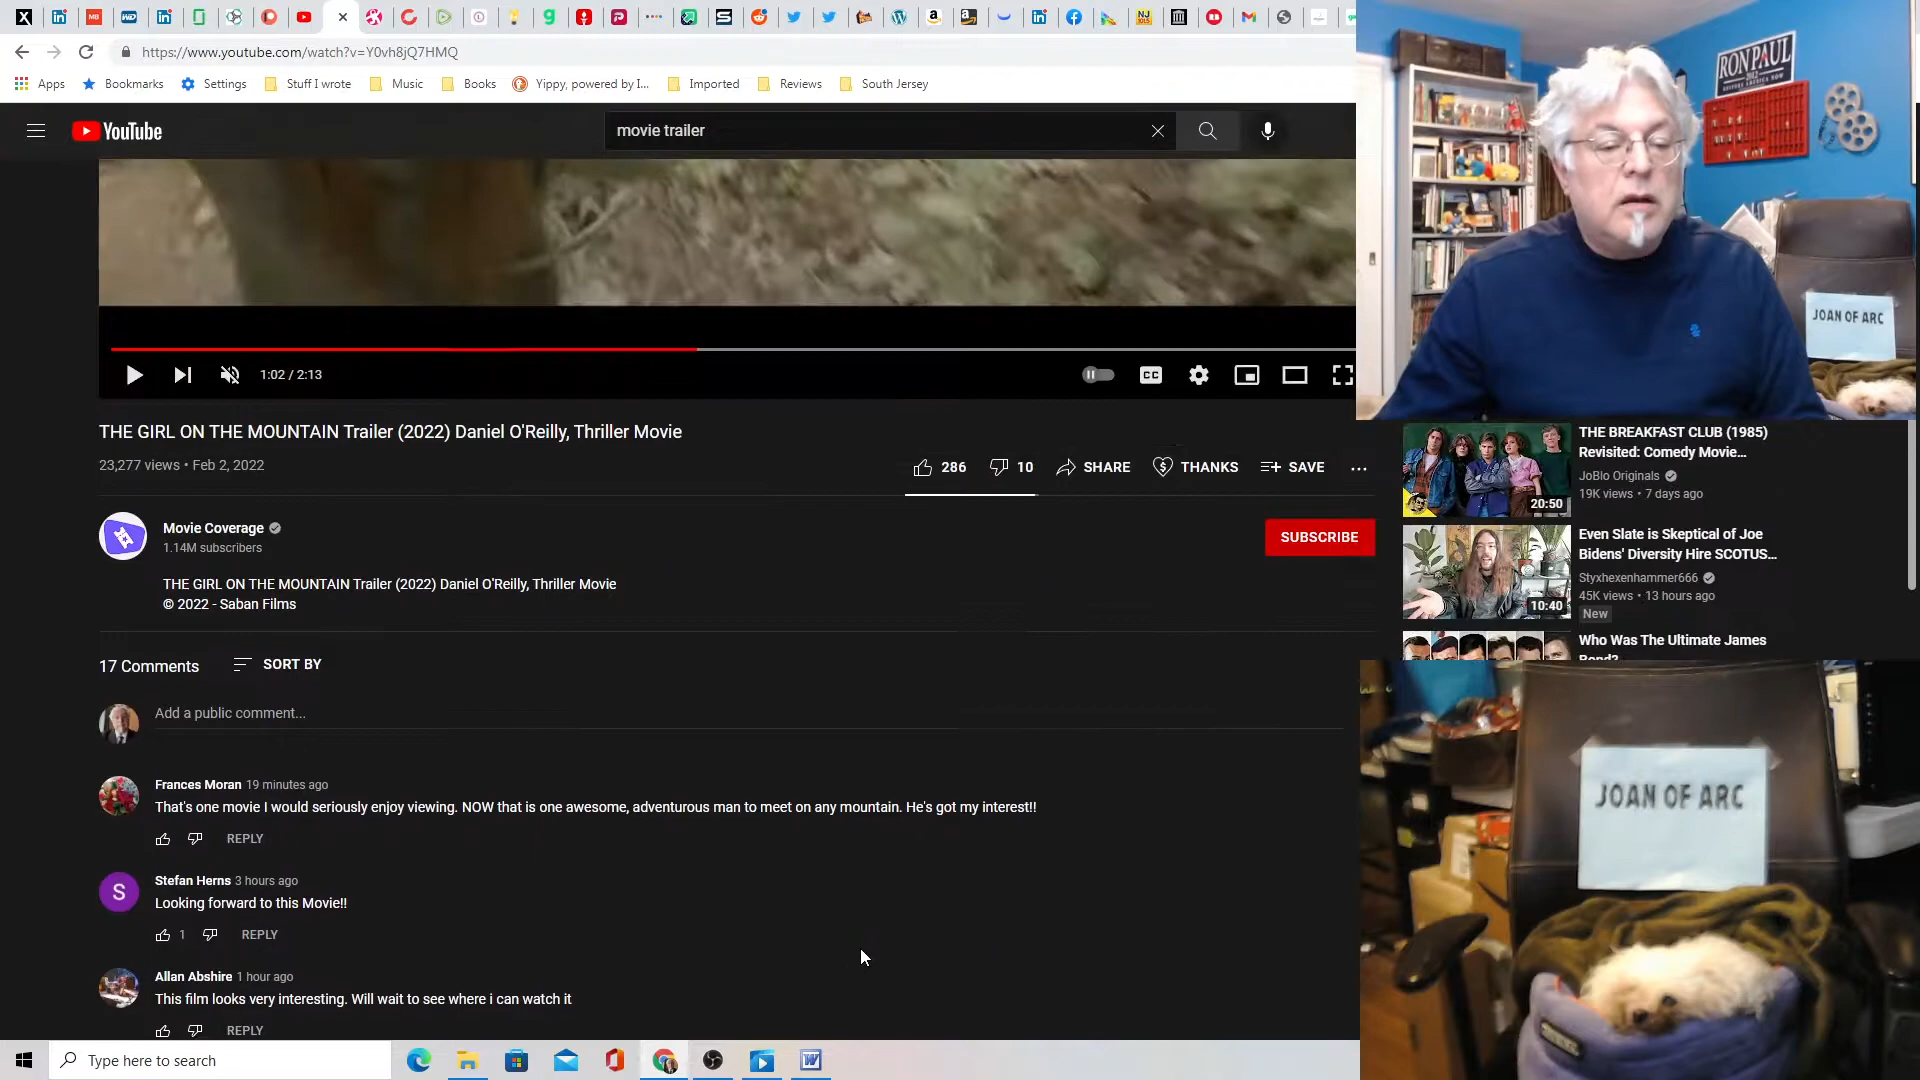 https://www.youtube.com/watch?v=Y0vh8jQ7HMQ
Apps
Bookmarks
Settings
Stuff I wrote
Music
Books
Yippy, powered by I...
Imported
Reviews
South Jersey
YouTube
movie trailer
RON PAUL
JOAN OF ARC
1:02 / 2:13
CC
THE GIRL ON THE MOUNTAIN Trailer (2022) Daniel O'Reilly, Thriller Movie
23,277 views • Feb 2, 2022
286
10
SHARE
THANKS
SAVE
Movie Coverage
1.14M subscribers
SUBSCRIBE
THE GIRL ON THE MOUNTAIN Trailer (2022) Daniel O'Reilly, Thriller Movie
© 2022 - Saban Films
17 Comments
SORT BY
Add a public comment...
Frances Moran 19 minutes ago
That's one movie I would seriously enjoy viewing. NOW that is one awesome, adventurous man to meet on any mountain. He's got my interest!!
REPLY
S
Stefan Herns 3 hours ago
Looking forward to this Movie!!
1
REPLY
Allan Abshire 1 hour ago
This film looks very interesting. Will wait to see where i can watch it
REPLY
THE BREAKFAST CLUB (1985)
Revisited: Comedy Movie...
JoBlo Originals
19K views • 7 days ago
20:50
Even Slate is Skeptical of Joe
Bidens' Diversity Hire SCOTUS...
Styxhexenhammer666
45K views • 13 hours ago
New
10:40
Who Was The Ultimate James
Bond?
JOAN OF ARC
Type here to search